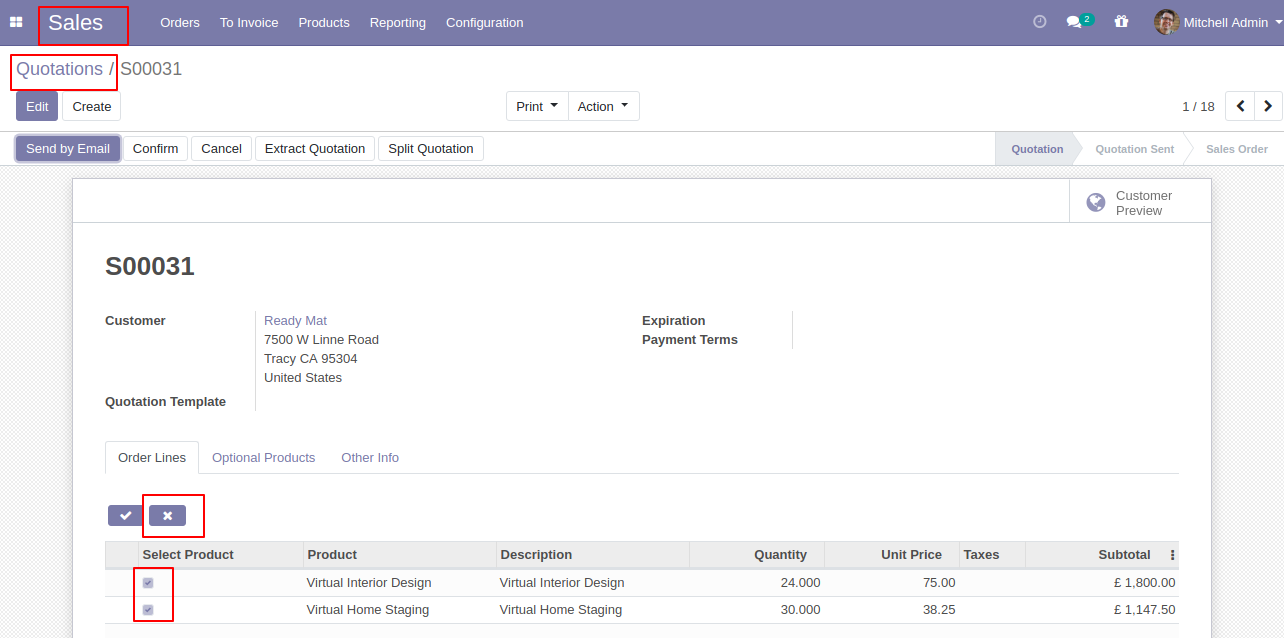 Sales Orders To Invoice Products Reporting Configuration 2 Mitchell Admin
Quotations / S00031
Edit Create Print Action 1 / 18
Send by Email Confirm Cancel Extract Quotation Split Quotation Quotation Quotation Sent Sales Order
Customer
Preview
S00031
Customer Ready Mat Expiration
7500 W Linne Road Payment Terms
Tracy CA 95304
United States
Quotation Template
Order Lines Optional Products Other Info
Select Product Product Description Quantity Unit Price Taxes Subtotal
Virtual Interior Design Virtual Interior Design 24.000 75.00 £ 1,800.00
Virtual Home Staging Virtual Home Staging 30.000 38.25 £ 1,147.50